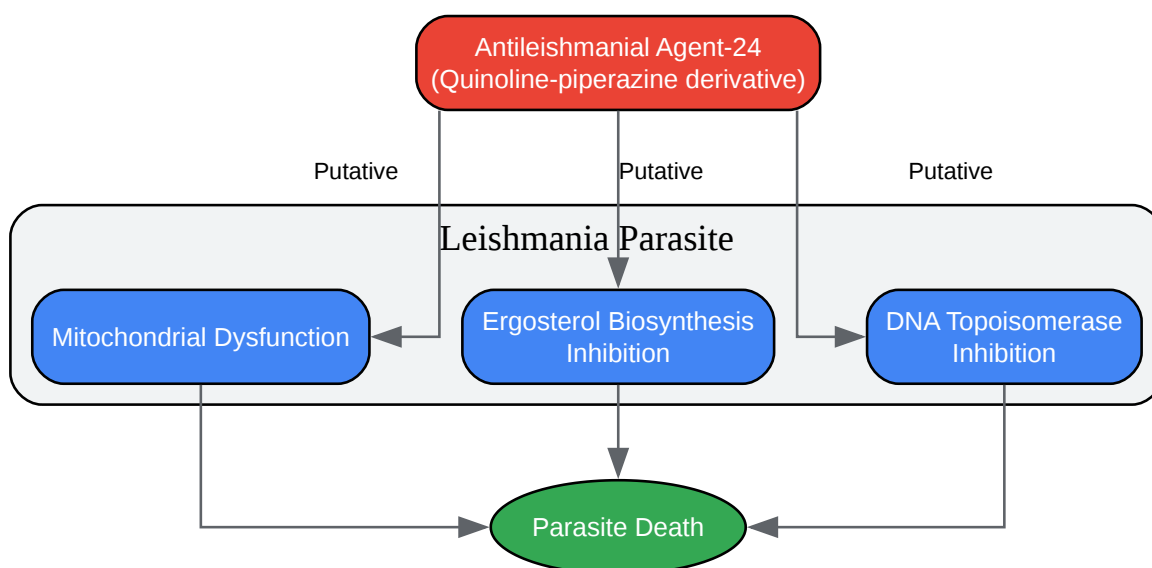 Antileishmanial Agent-24
(Quinoline-piperazine derivative)
Putative
Putative
Putative
Leishmania Parasite
Mitochondrial Dysfunction
Ergosterol Biosynthesis
Inhibition
DNA Topoisomerase
Inhibition
Parasite Death